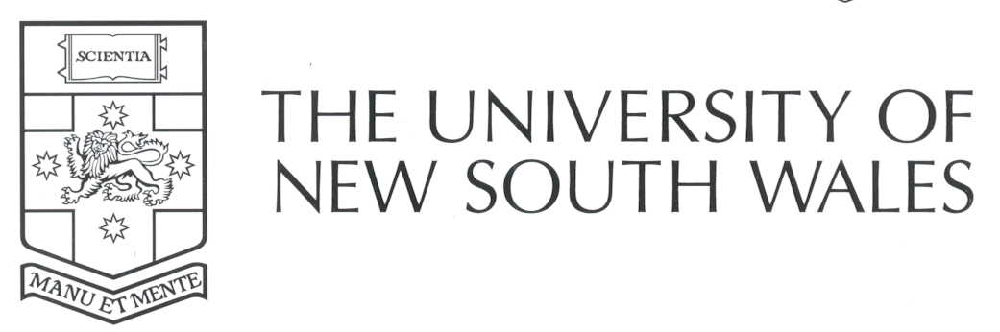 SCIENTIA
THE UNIVERSITY OF
NEW SOUTH WALES
MANU ET MENTE